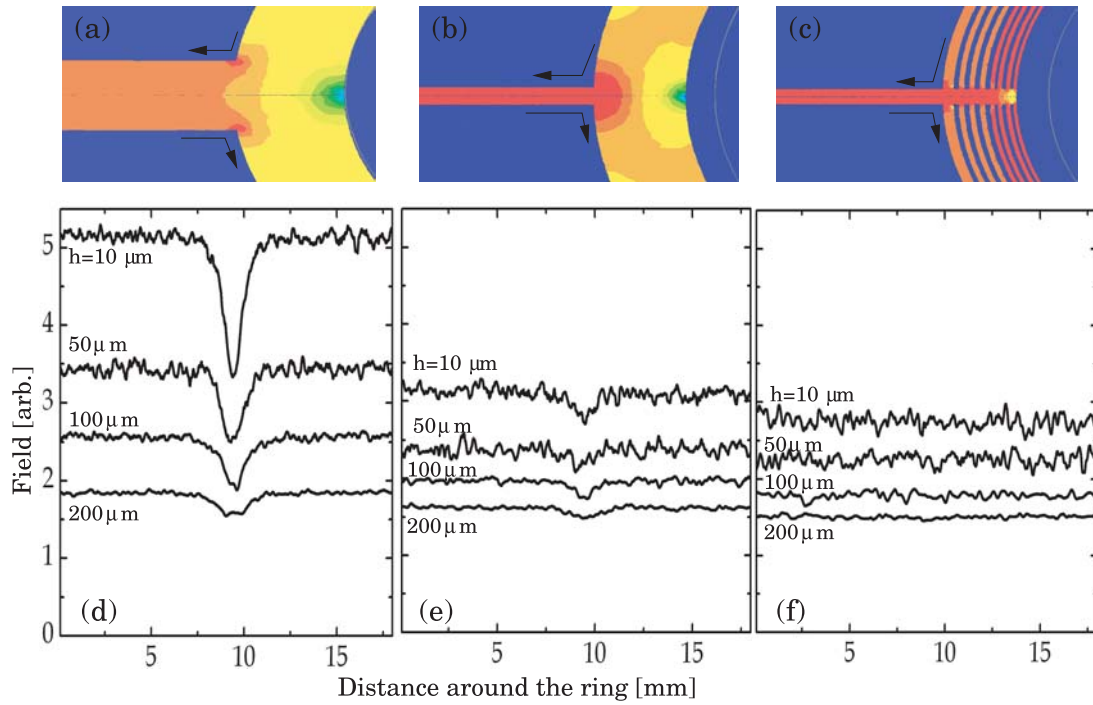 (a)
(b)
(c)
Field [arb.]
5
4
3
2
1
0
h=10 μm
50μm
100μm
200μm
(d)
5
10
15
h=10 μm
50μm
100μm
200μm
(e)
5
10
15
h=10 μm
50μm
100μm
200μm
(f)
5
10
15
Distance around the ring [mm]